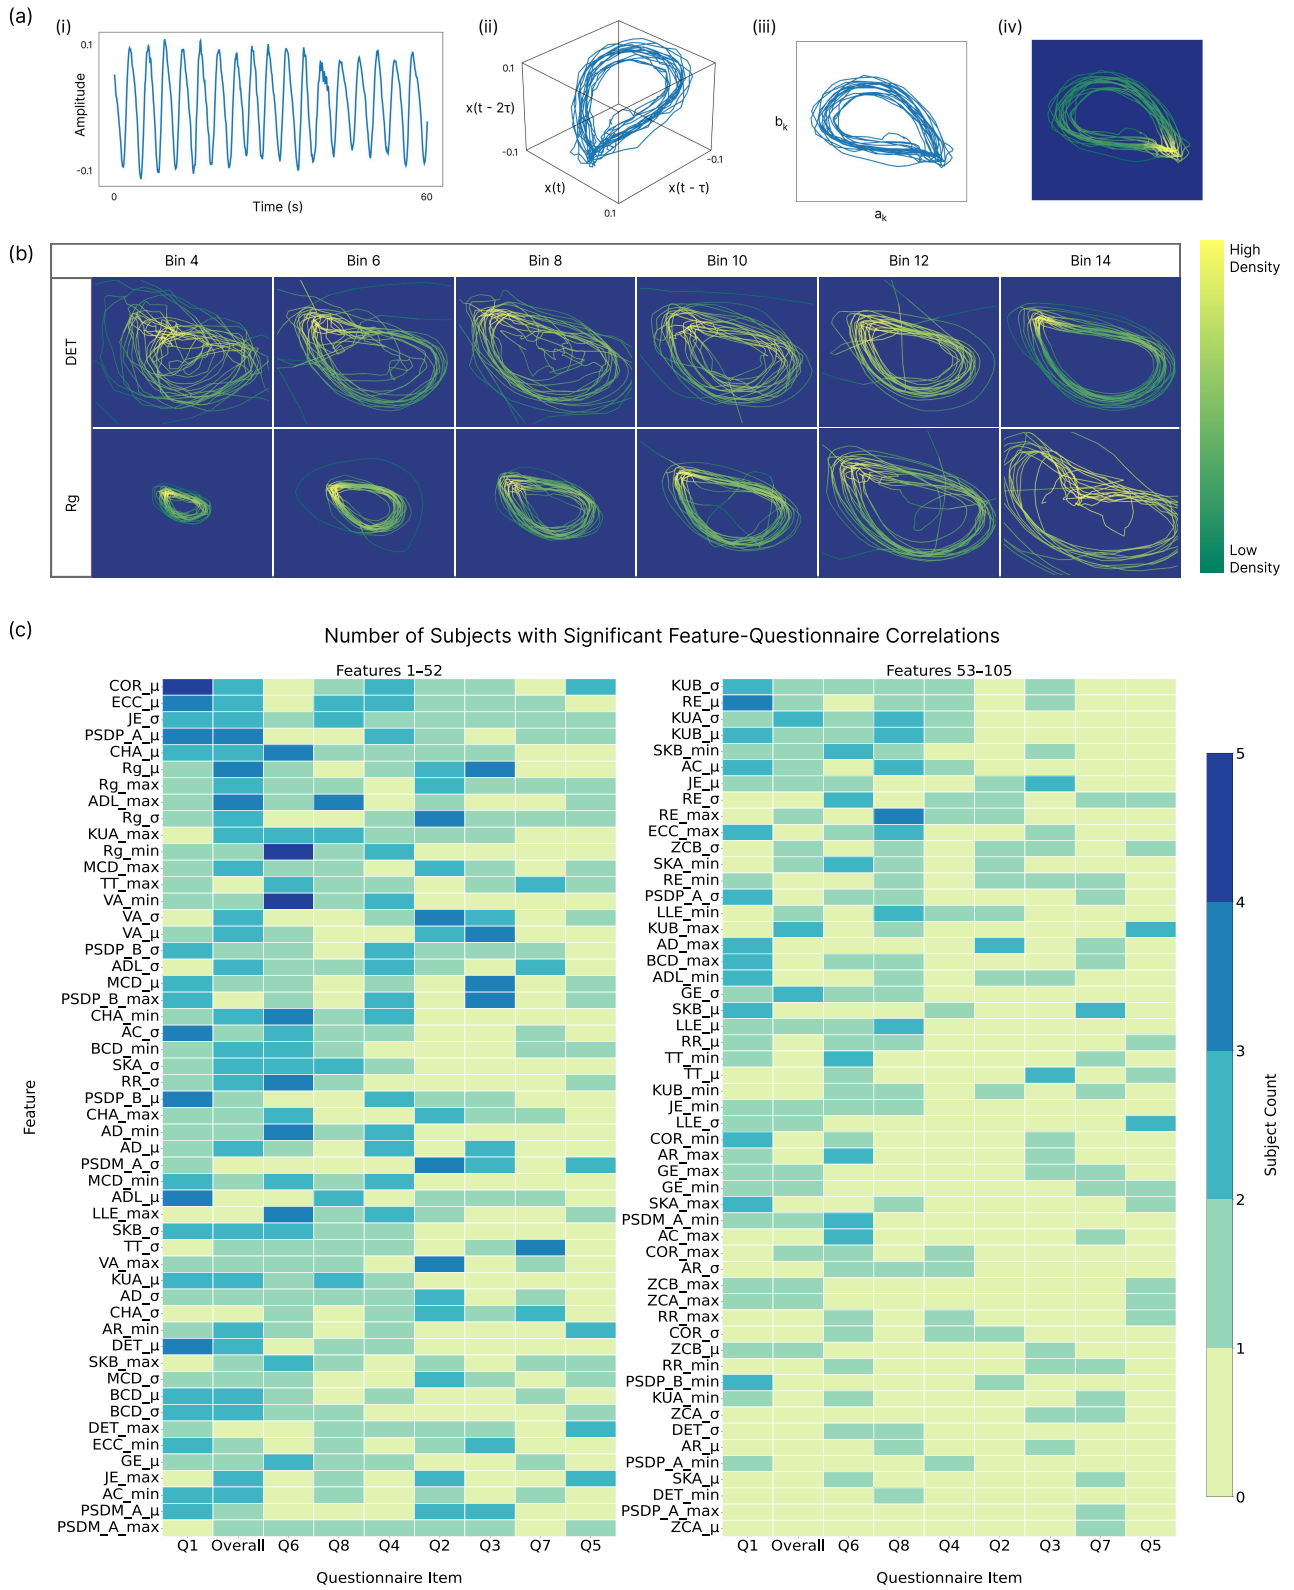 (a)
(i)
(ii)
(iii)
(iv)
0.1
Amplitude
-0.1
0
60
Time (s)
0.1
0.1
x(t - 2τ)
-0.1
-0.1
x(t)
x(t - τ)
0.1
b_k
a_k
(b)
Bin 4 Bin 6 Bin 8 Bin 10 Bin 12 Bin 14
DET
Rg
High
Density
Low
Density
(c)
Number of Subjects with Significant Feature-Questionnaire Correlations
Features 1–52
Feature
COR_μ
ECC_μ
JE_σ
PSDP_A_μ
CHA_μ
Rg_μ
Rg_max
ADL_max
Rg_σ
KUA_max
Rg_min
MCD_max
TT_max
VA_min
VA_σ
VA_μ
PSDP_B_σ
ADL_σ
MCD_μ
PSDP_B_max
CHA_min
AC_σ
BCD_min
SKA_σ
RR_σ
PSDP_B_μ
CHA_max
AD_min
AD_μ
PSDM_A_σ
MCD_min
ADL_μ
LLE_max
SKB_σ
TT_σ
VA_max
KUA_μ
AD_σ
CHA_σ
AR_min
DET_μ
SKB_max
MCD_σ
BCD_μ
BCD_σ
DET_max
ECC_min
GE_μ
JE_max
AC_min
PSDM_A_μ
PSDM_A_max
Q1 Overall Q6 Q8 Q4 Q2 Q3 Q7 Q5
Questionnaire Item
Features 53–105
KUB_σ
RE_μ
KUA_σ
KUB_μ
SKB_min
AC_μ
JE_μ
RE_σ
RE_max
ECC_max
ZCB_σ
SKA_min
RE_min
PSDP_A_σ
LLE_min
KUB_max
AD_max
BCD_max
ADL_min
GE_σ
SKB_μ
LLE_μ
RR_μ
TT_min
TT_μ
KUB_min
JE_min
LLE_σ
COR_min
AR_max
GE_max
GE_min
SKA_max
PSDM_A_min
AC_max
COR_max
AR_σ
ZCB_max
ZCA_max
RR_max
COR_σ
ZCB_μ
RR_min
PSDP_B_min
KUA_min
ZCA_σ
DET_σ
AR_μ
PSDP_A_min
SKA_μ
DET_min
PSDP_A_max
ZCA_μ
Q1 Overall Q6 Q8 Q4 Q2 Q3 Q7 Q5
Questionnaire Item
5
4
3
2
1
0
Subject Count